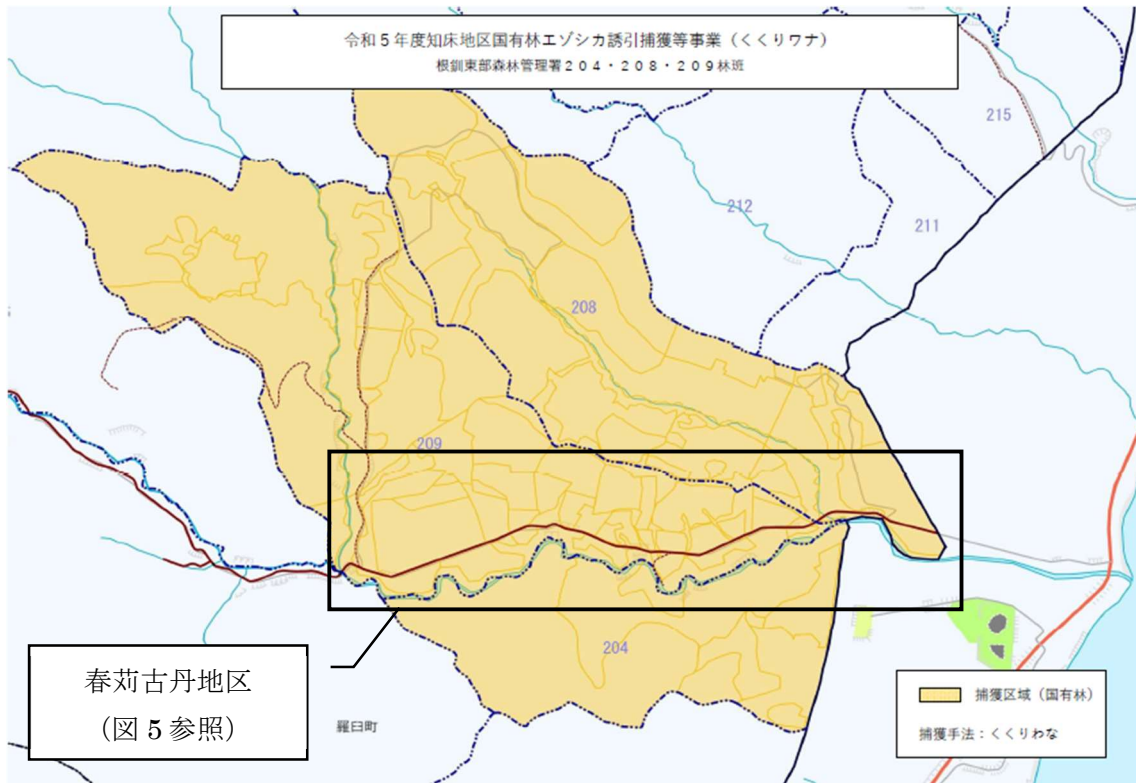 令和5年度知床地区国有林エゾシカ誘引捕獲等事業（くくりワナ）
根釧東部森林管理署204・208・209林班
215
212
211
208
209
204
春苅古丹地区
（図5参照）
羅臼町
捕獲区域（国有林）
捕獲手法：くくりわな